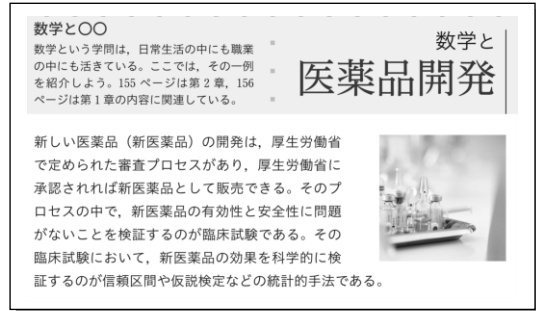 数学と〇〇
数学という学問は，日常生活の中にも職業
の中にも活きている。ここでは，その一例
を紹介しよう。155 ページは第 2 章，156
ページは第 1 章の内容に関連している。
数学と
医薬品開発
新しい医薬品（新医薬品）の開発は，厚生労働省
で定められた審査プロセスがあり，厚生労働省に
承認されれば新医薬品として販売できる。そのプ
ロセスの中で，新医薬品の有効性と安全性に問題
がないことを検証するのが臨床試験である。その
臨床試験において，新医薬品の効果を科学的に検
証するのが信頼区間や仮説検定などの統計的手法である。